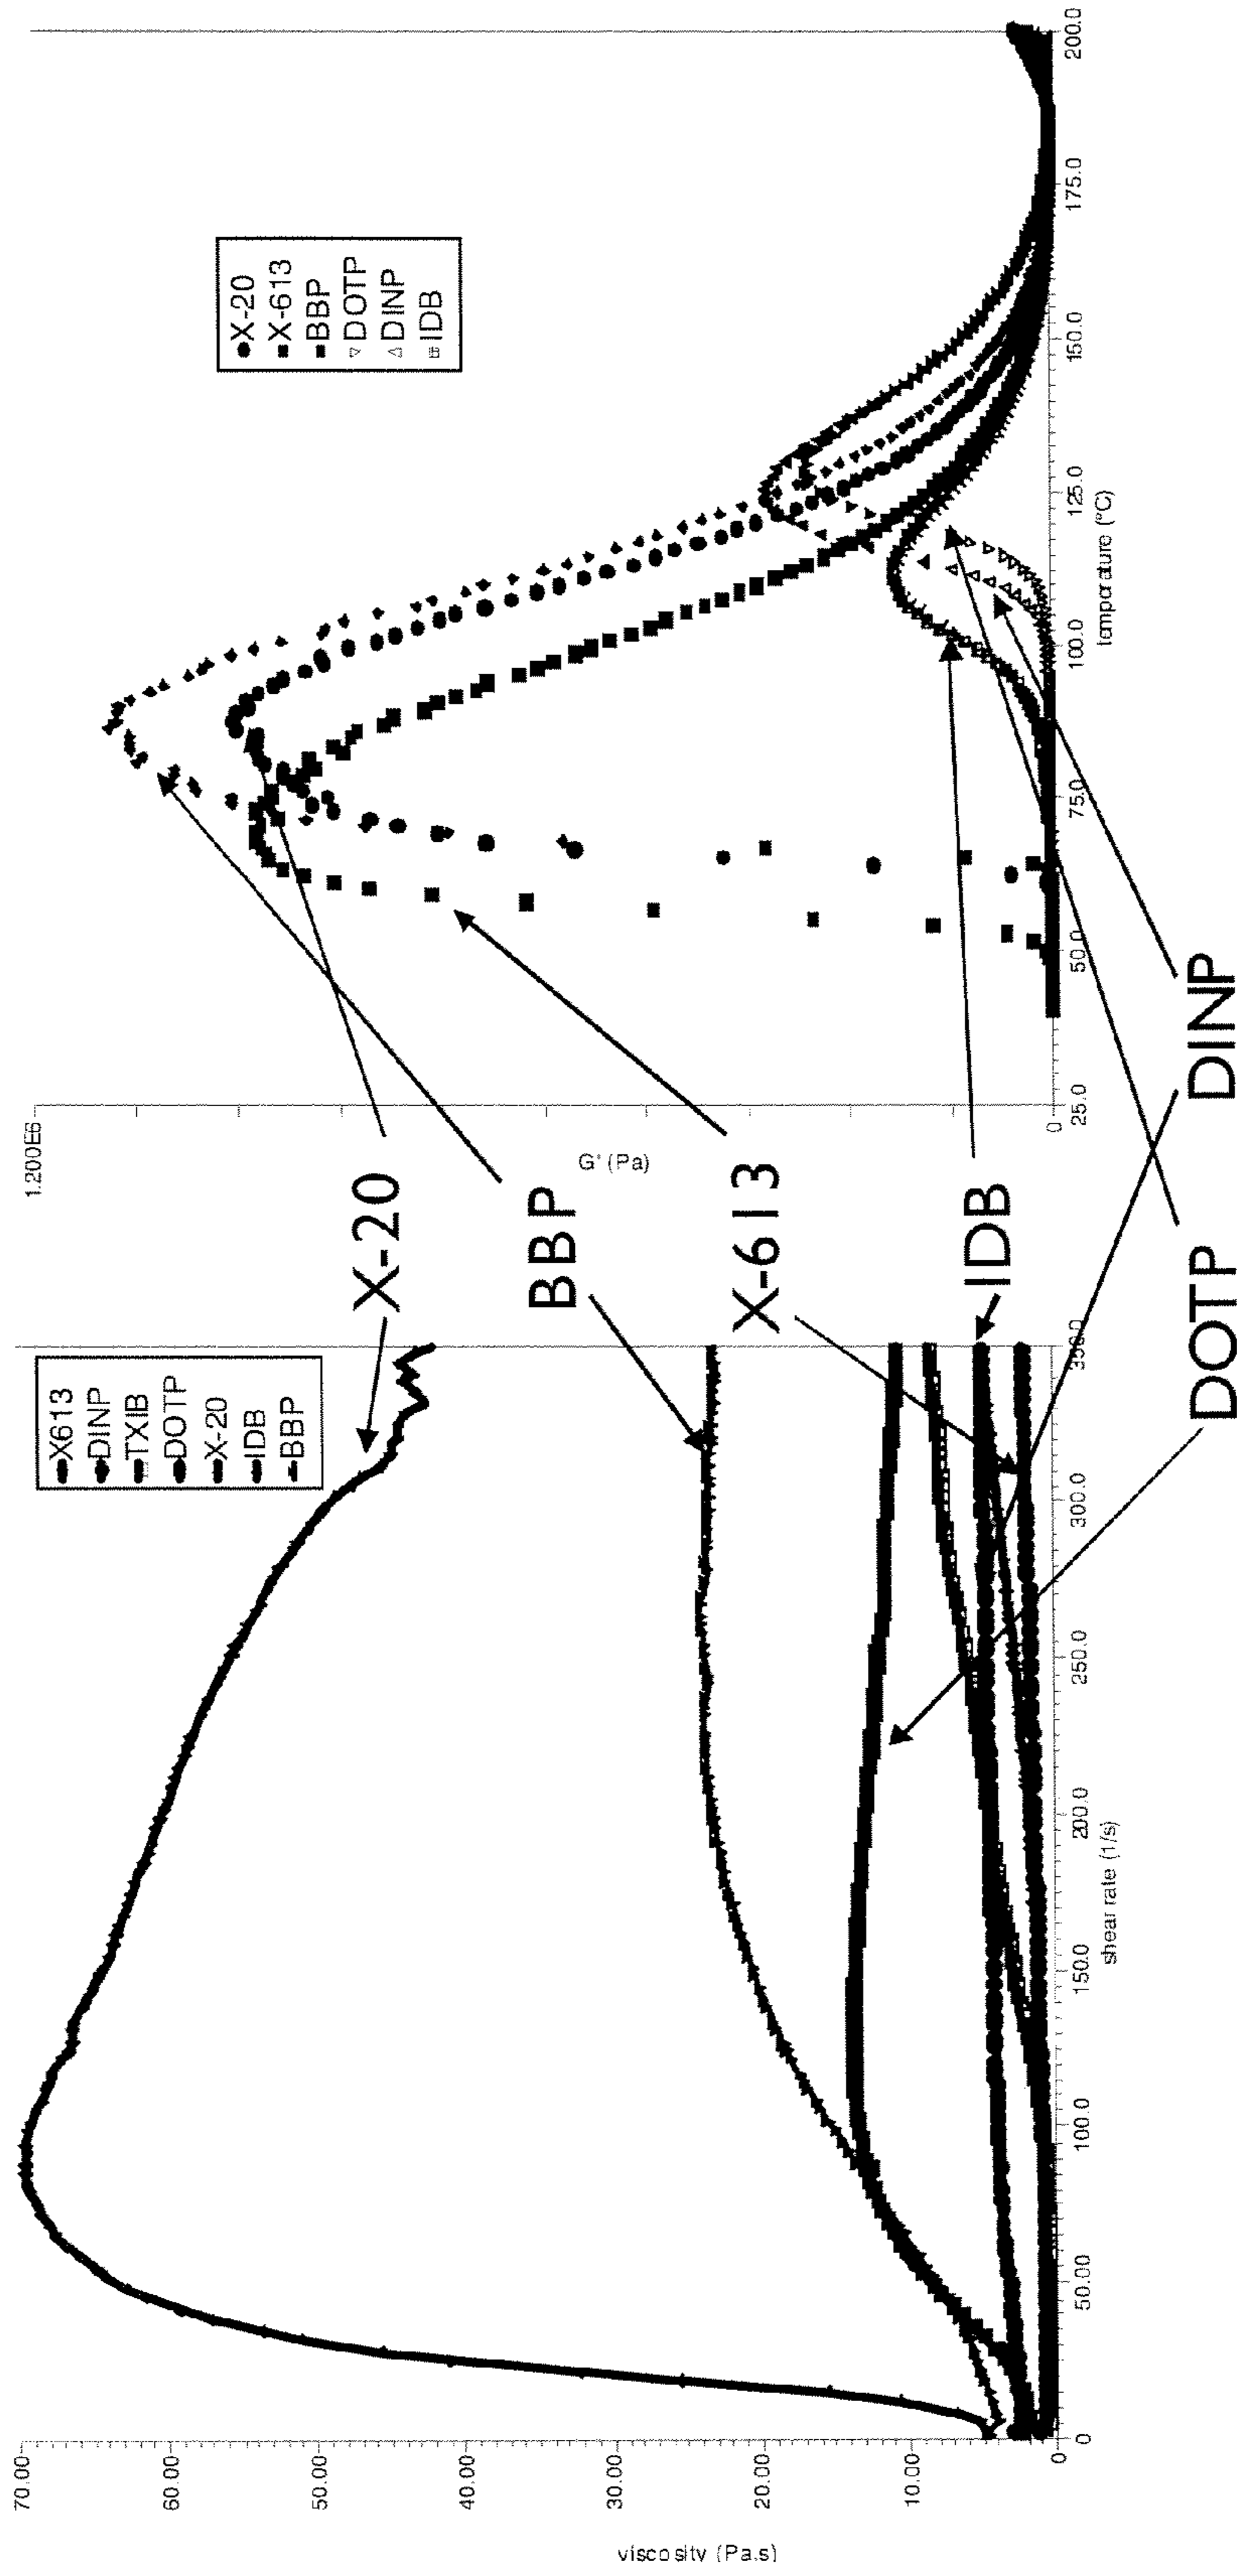 70.00
60.00
50.00
40.00
30.00
20.00
10.00
0
viscosity (Pa.s)
0
50.00
100.0
150.0
200.0
250.0
300.0
350.0
shear rate (1/s)
X613
DINP
TXIB
DOTP
X-20
IDB
BBP
X-20
BBP
X-613
IDB
DOTP
DINP
1.200E6
G' (Pa)
0
25.0
50.0
75.0
100.0
125.0
150.0
175.0
200.0
temporature (°C)
X-20
X-613
BBP
DOTP
DINP
IDB